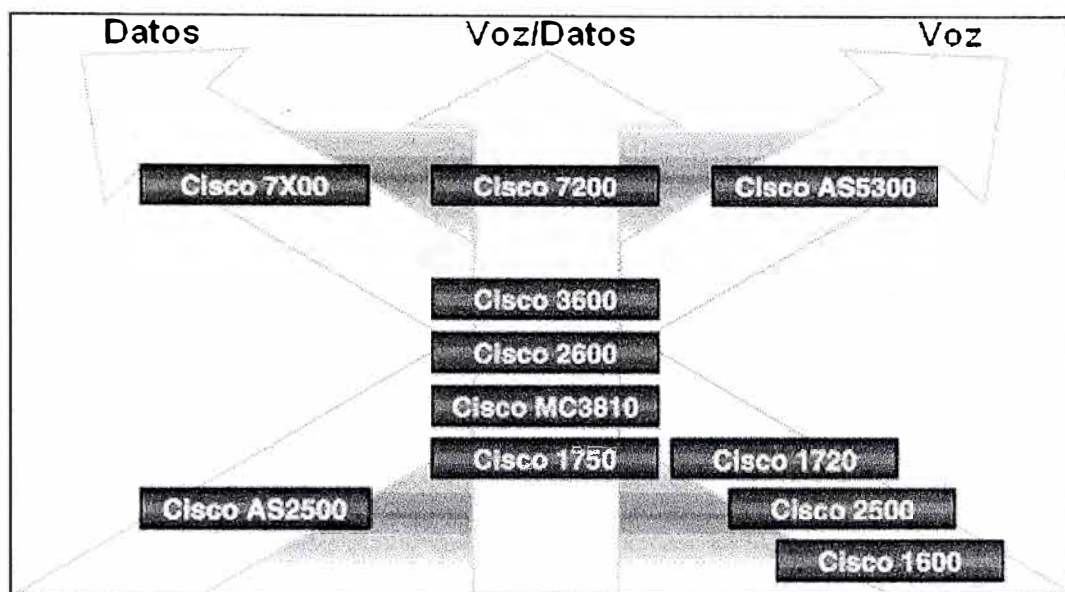 Datos Voz/Datos Voz
Cisco 7X00 Cisco 7200 Cisco AS5300
Cisco 3600
Cisco 2600
Cisco MC3810
Cisco 1750 Cisco 1720
Cisco AS2500 Cisco 2500
Cisco 1600